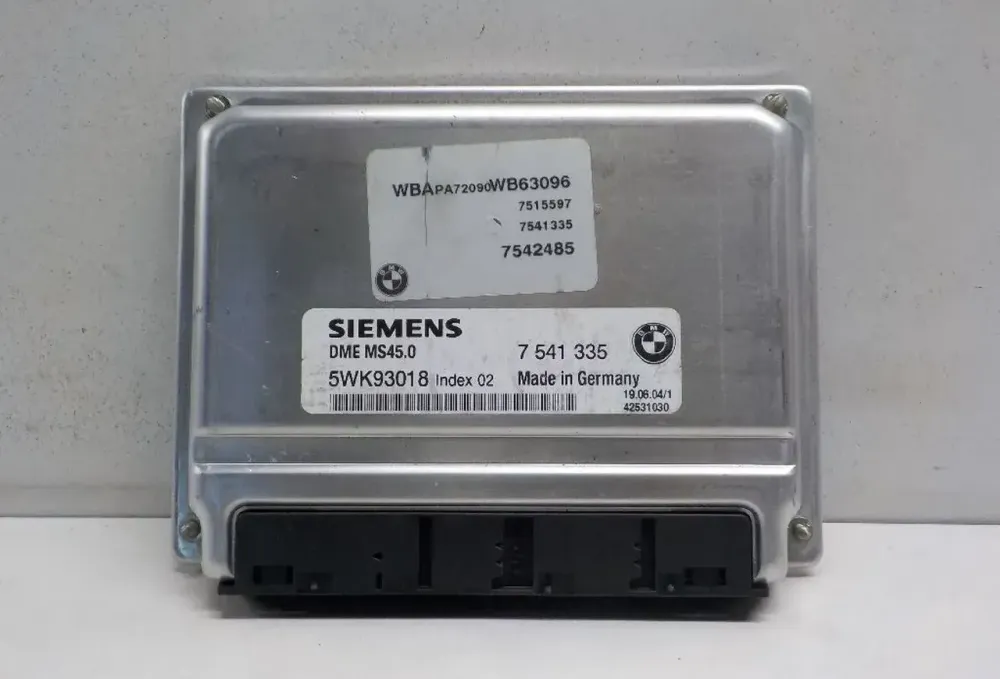 WBAPA72090WB63096
7515597
7541335
7542485
SIEMENS
DME MS45.0
7 541 335
BMW
5WK93018 Index 02
Made in Germany
19.06.04/1
42531030